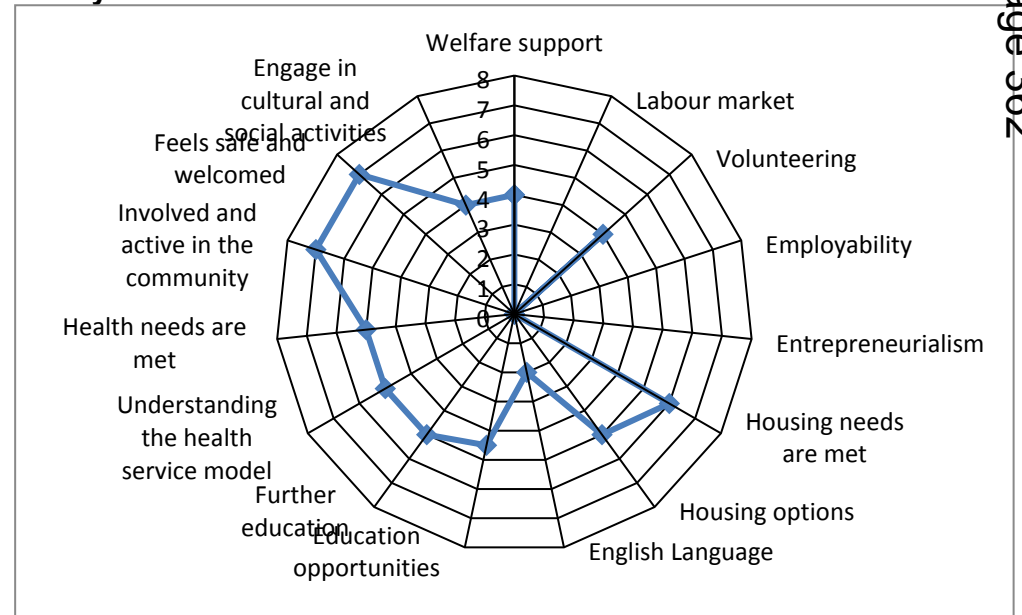 Welfare support
Labour market
Volunteering
Employability
Entrepreneurialism
Housing needs
are met
Housing options
English Language
Education
opportunities
Further
education
Understanding
the health
service model
Health needs are
met
Involved and
active in the
community
Feels safe and
welcomed
Engage in
cultural and
social activities
8
7
6
5
4
3
2
1
0